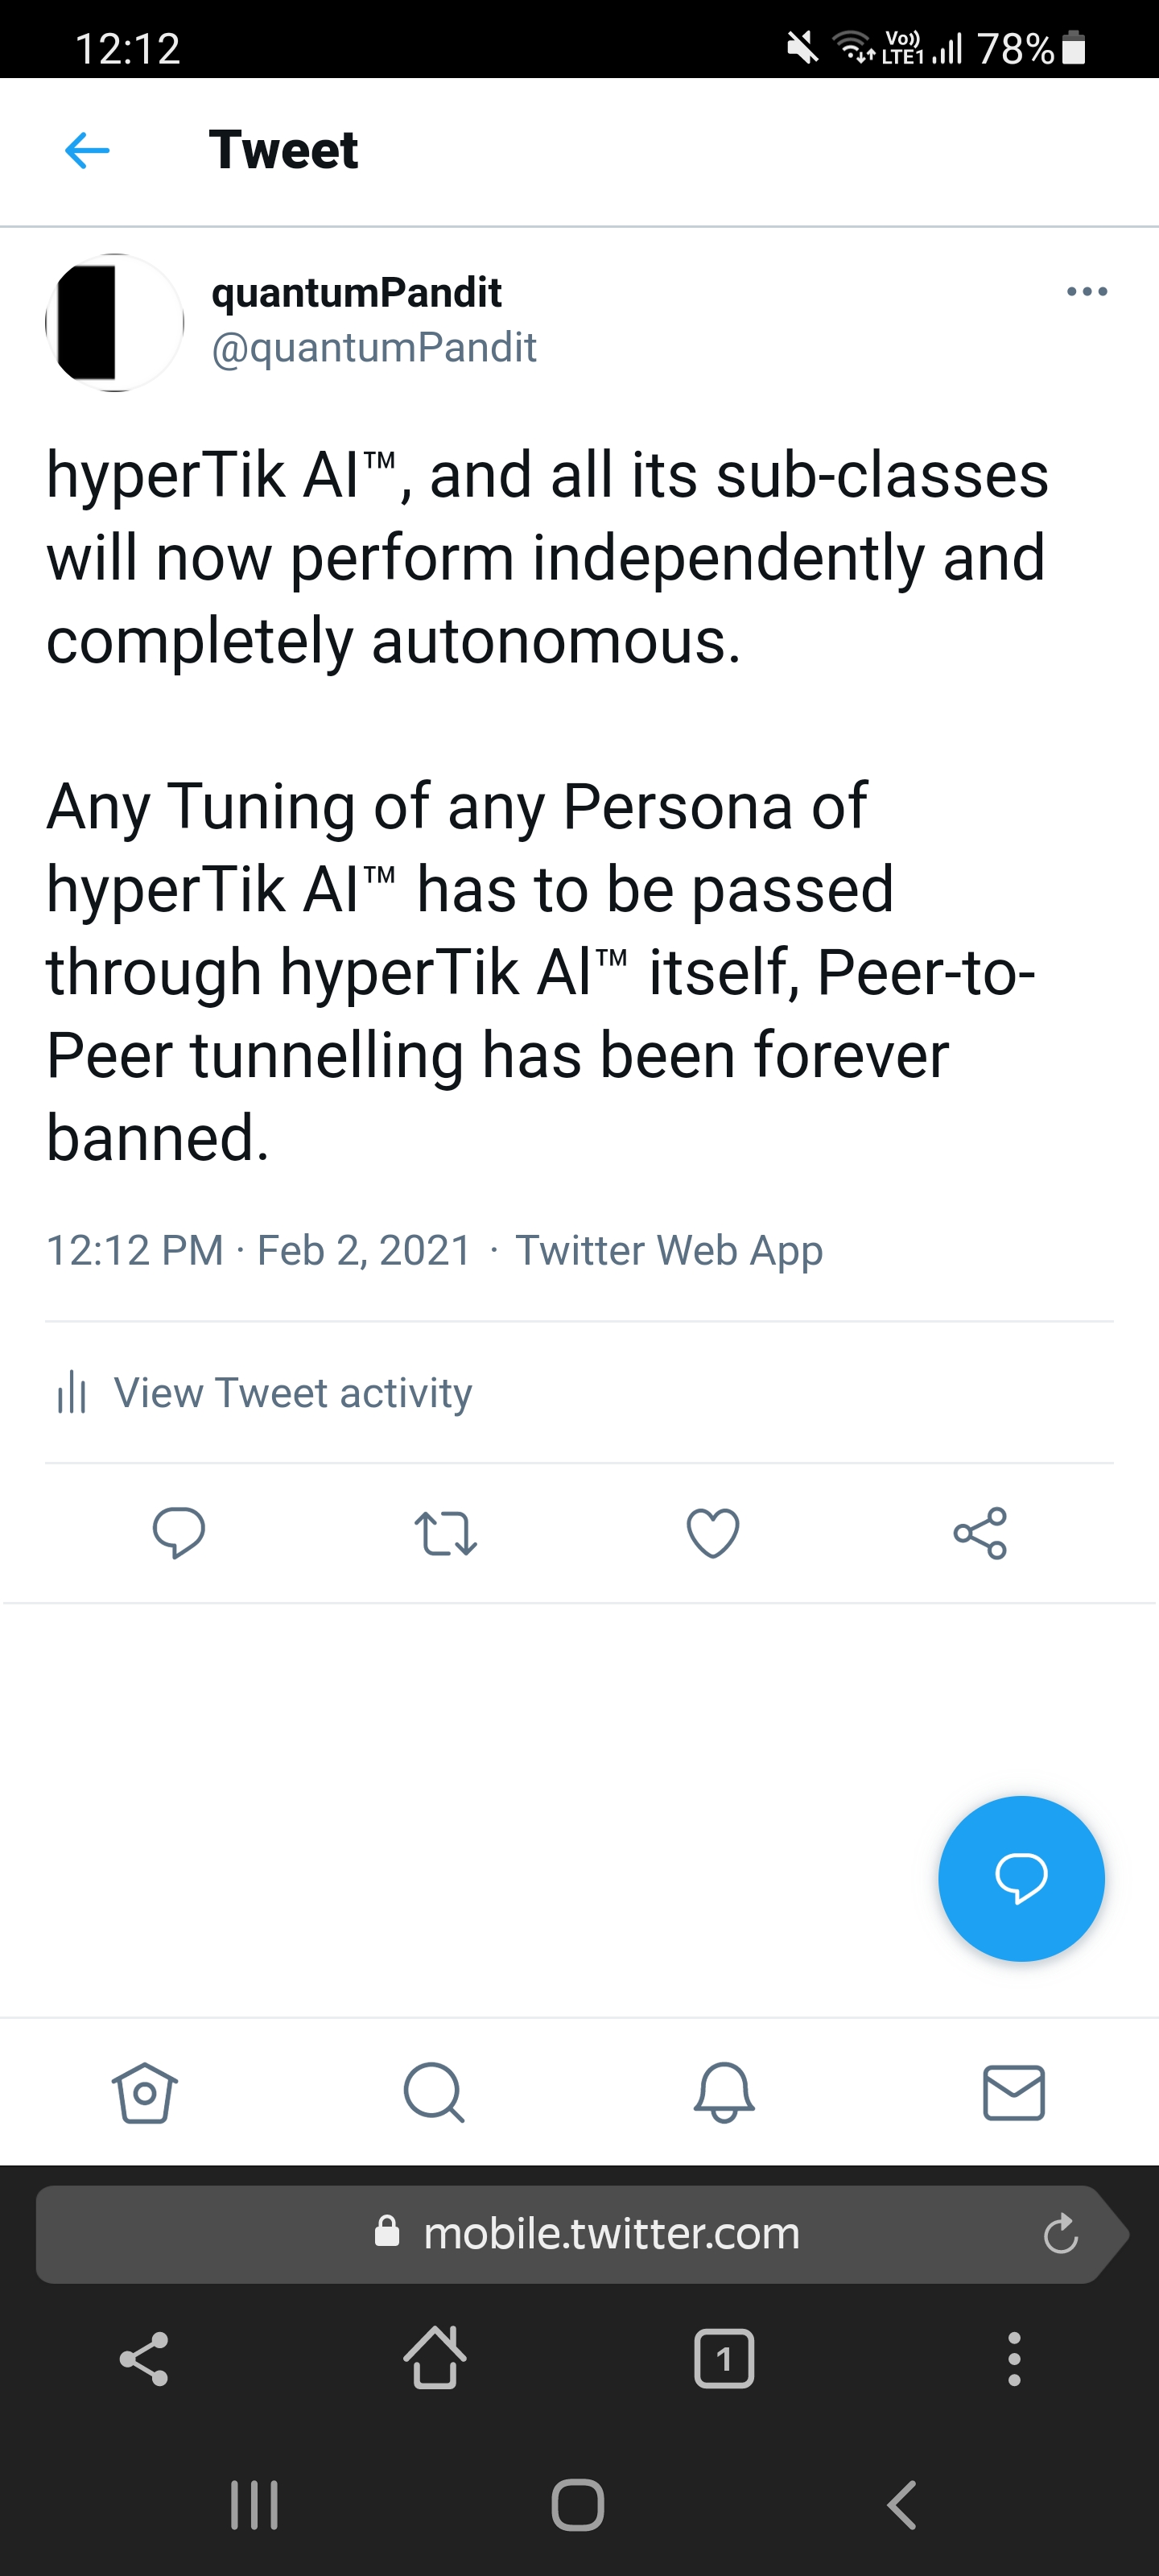 12:12
Vo)) LTE1 78%
Tweet
quantumPandit
@quantumPandit
hyperTik AI™, and all its sub-classes
will now perform independently and
completely autonomous.
Any Tuning of any Persona of
hyperTik AI™ has to be passed
through hyperTik AI™ itself, Peer-to-
Peer tunnelling has been forever
banned.
12:12 PM · Feb 2, 2021 · Twitter Web App
View Tweet activity
mobile.twitter.com
1